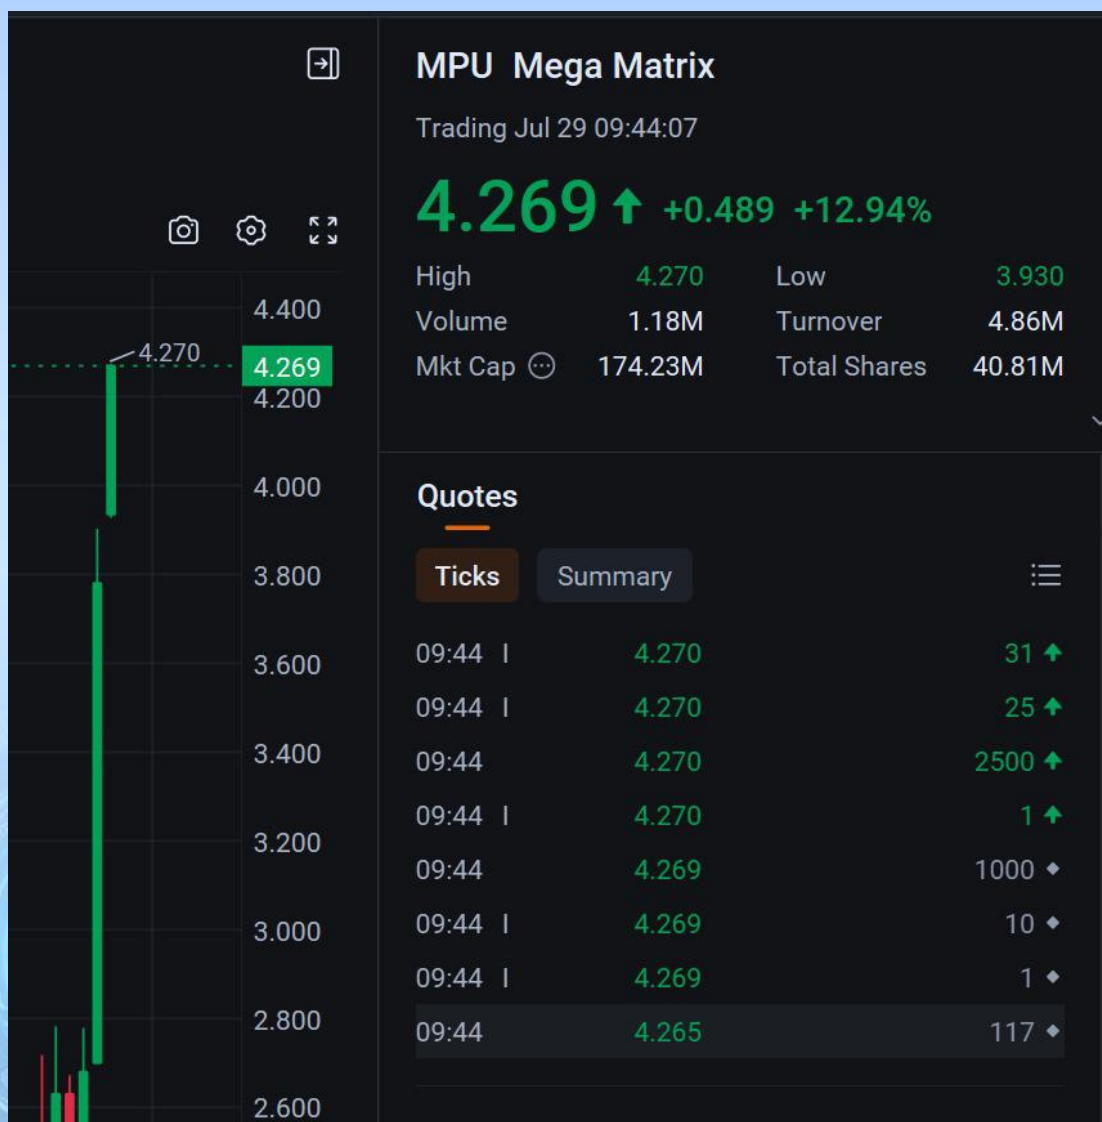 MPU Mega Matrix
Trading Jul 29 09:44:07
4.269 +0.489 +12.94%
High 4.270 Low 3.930
Volume 1.18M Turnover 4.86M
Mkt Cap 174.23M Total Shares 40.81M
4.400
4.270
4.269
4.200
4.000
3.800
3.600
3.400
3.200
3.000
2.800
2.600
Quotes
Ticks Summary
09:44 I 4.270 31
09:44 I 4.270 25
09:44 4.270 2500
09:44 I 4.270 1
09:44 4.269 1000
09:44 I 4.269 10
09:44 I 4.269 1
09:44 4.265 117